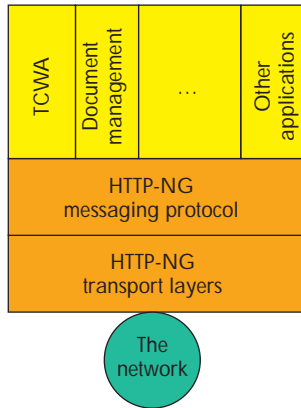 TCWA
Document
management
...
Other
applications
HTTP-NG
messaging protocol
HTTP-NG
transport layers
The
network